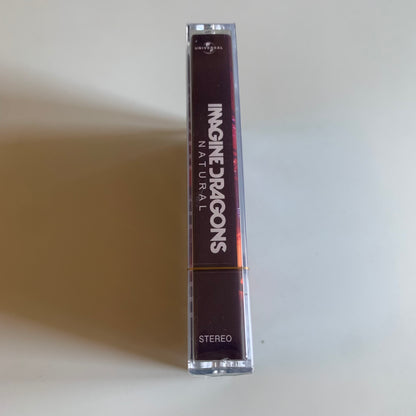 UNIVERSAL
IMAGINE DRAGONS
NATURAL
STEREO